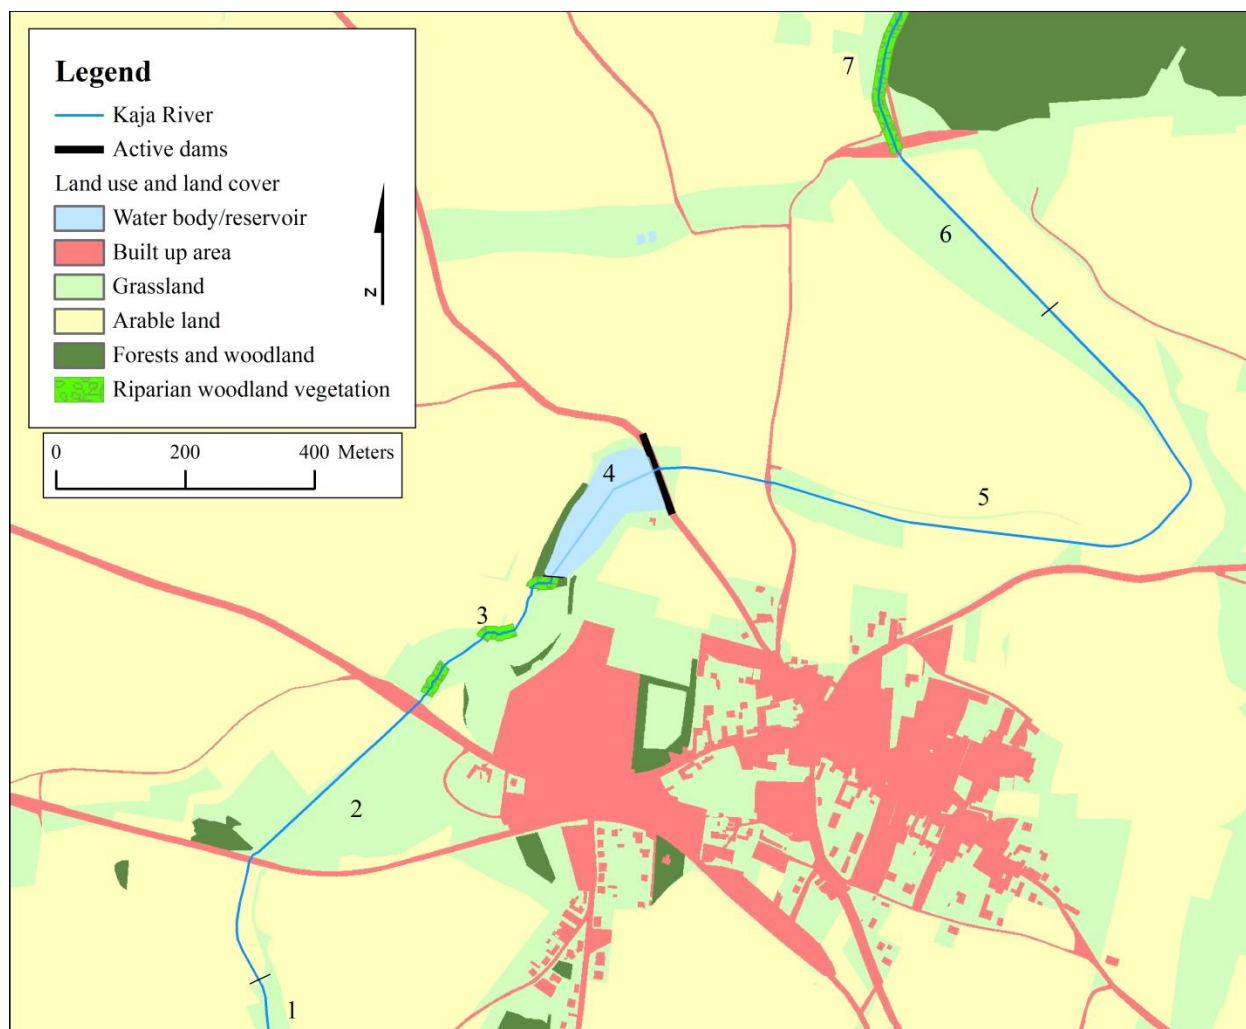 Legend
Kaja River
Active dams
Land use and land cover
Water body/reservoir
Built up area
Grassland
Arable land
Forests and woodland
Riparian woodland vegetation
N
0 200 400 Meters
7
6
5
4
3
2
1